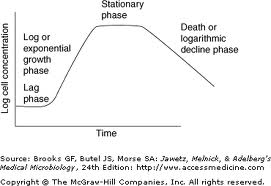 Stationary
phase
Log or
exponential
growth
phase
Death or
logarithmic
decline phase
Lag
phase
Log cell concentration
Time
Source: Brooks GF, Butel JS, Morse SA: Jawetz, Melnick, & Adelberg's
Medical Microbiology, 24th Edition: http://www.accessmedicine.com
Copyright © The McGraw-Hill Companies, Inc. All rights reserved.